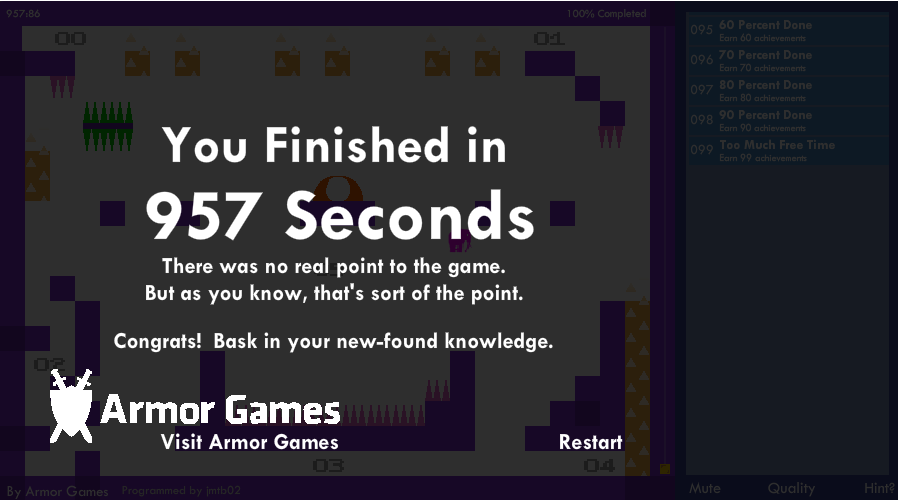 957:86
100% Completed
00
01
095 60 Percent Done
Earn 60 achievements
096 70 Percent Done
Earn 70 achievements
097 80 Percent Done
Earn 80 achievements
098 90 Percent Done
Earn 90 achievements
099 Too Much Free Time
Earn 99 achievements
You Finished in
957 Seconds
There was no real point to the game.
But as you know, that's sort of the point.
Congrats! Bask in your new-found knowledge.
02
Armor Games
Visit Armor Games
Restart
03
04
By Armor Games
Programmed by jmtb02
Mute
Quality
Hint?